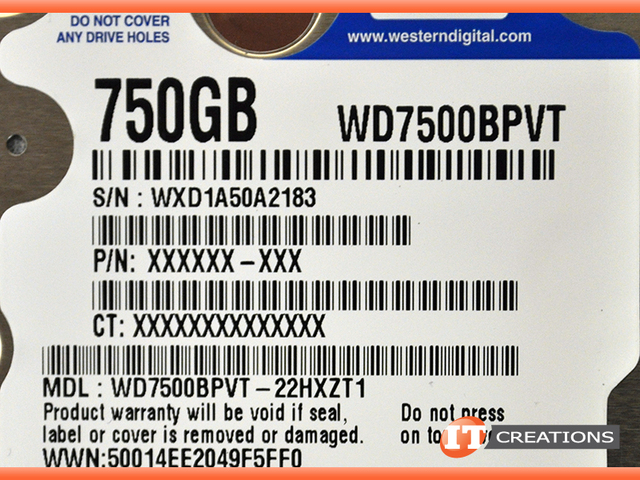 DO NOT COVER
ANY DRIVE HOLES
www.westerndigital.com
750GB
WD7500BPVT
S/N : WXD1A50A2183
P/N: XXXXXX-XXX
CT: XXXXXXXXXXXXXX
MDL : WD7500BPVT-22HXZT1
Product warranty will be void if seal,
label or cover is removed or damaged.
Do not press
on to
WWN:50014EE2049F5FF0
IT CREATIONS